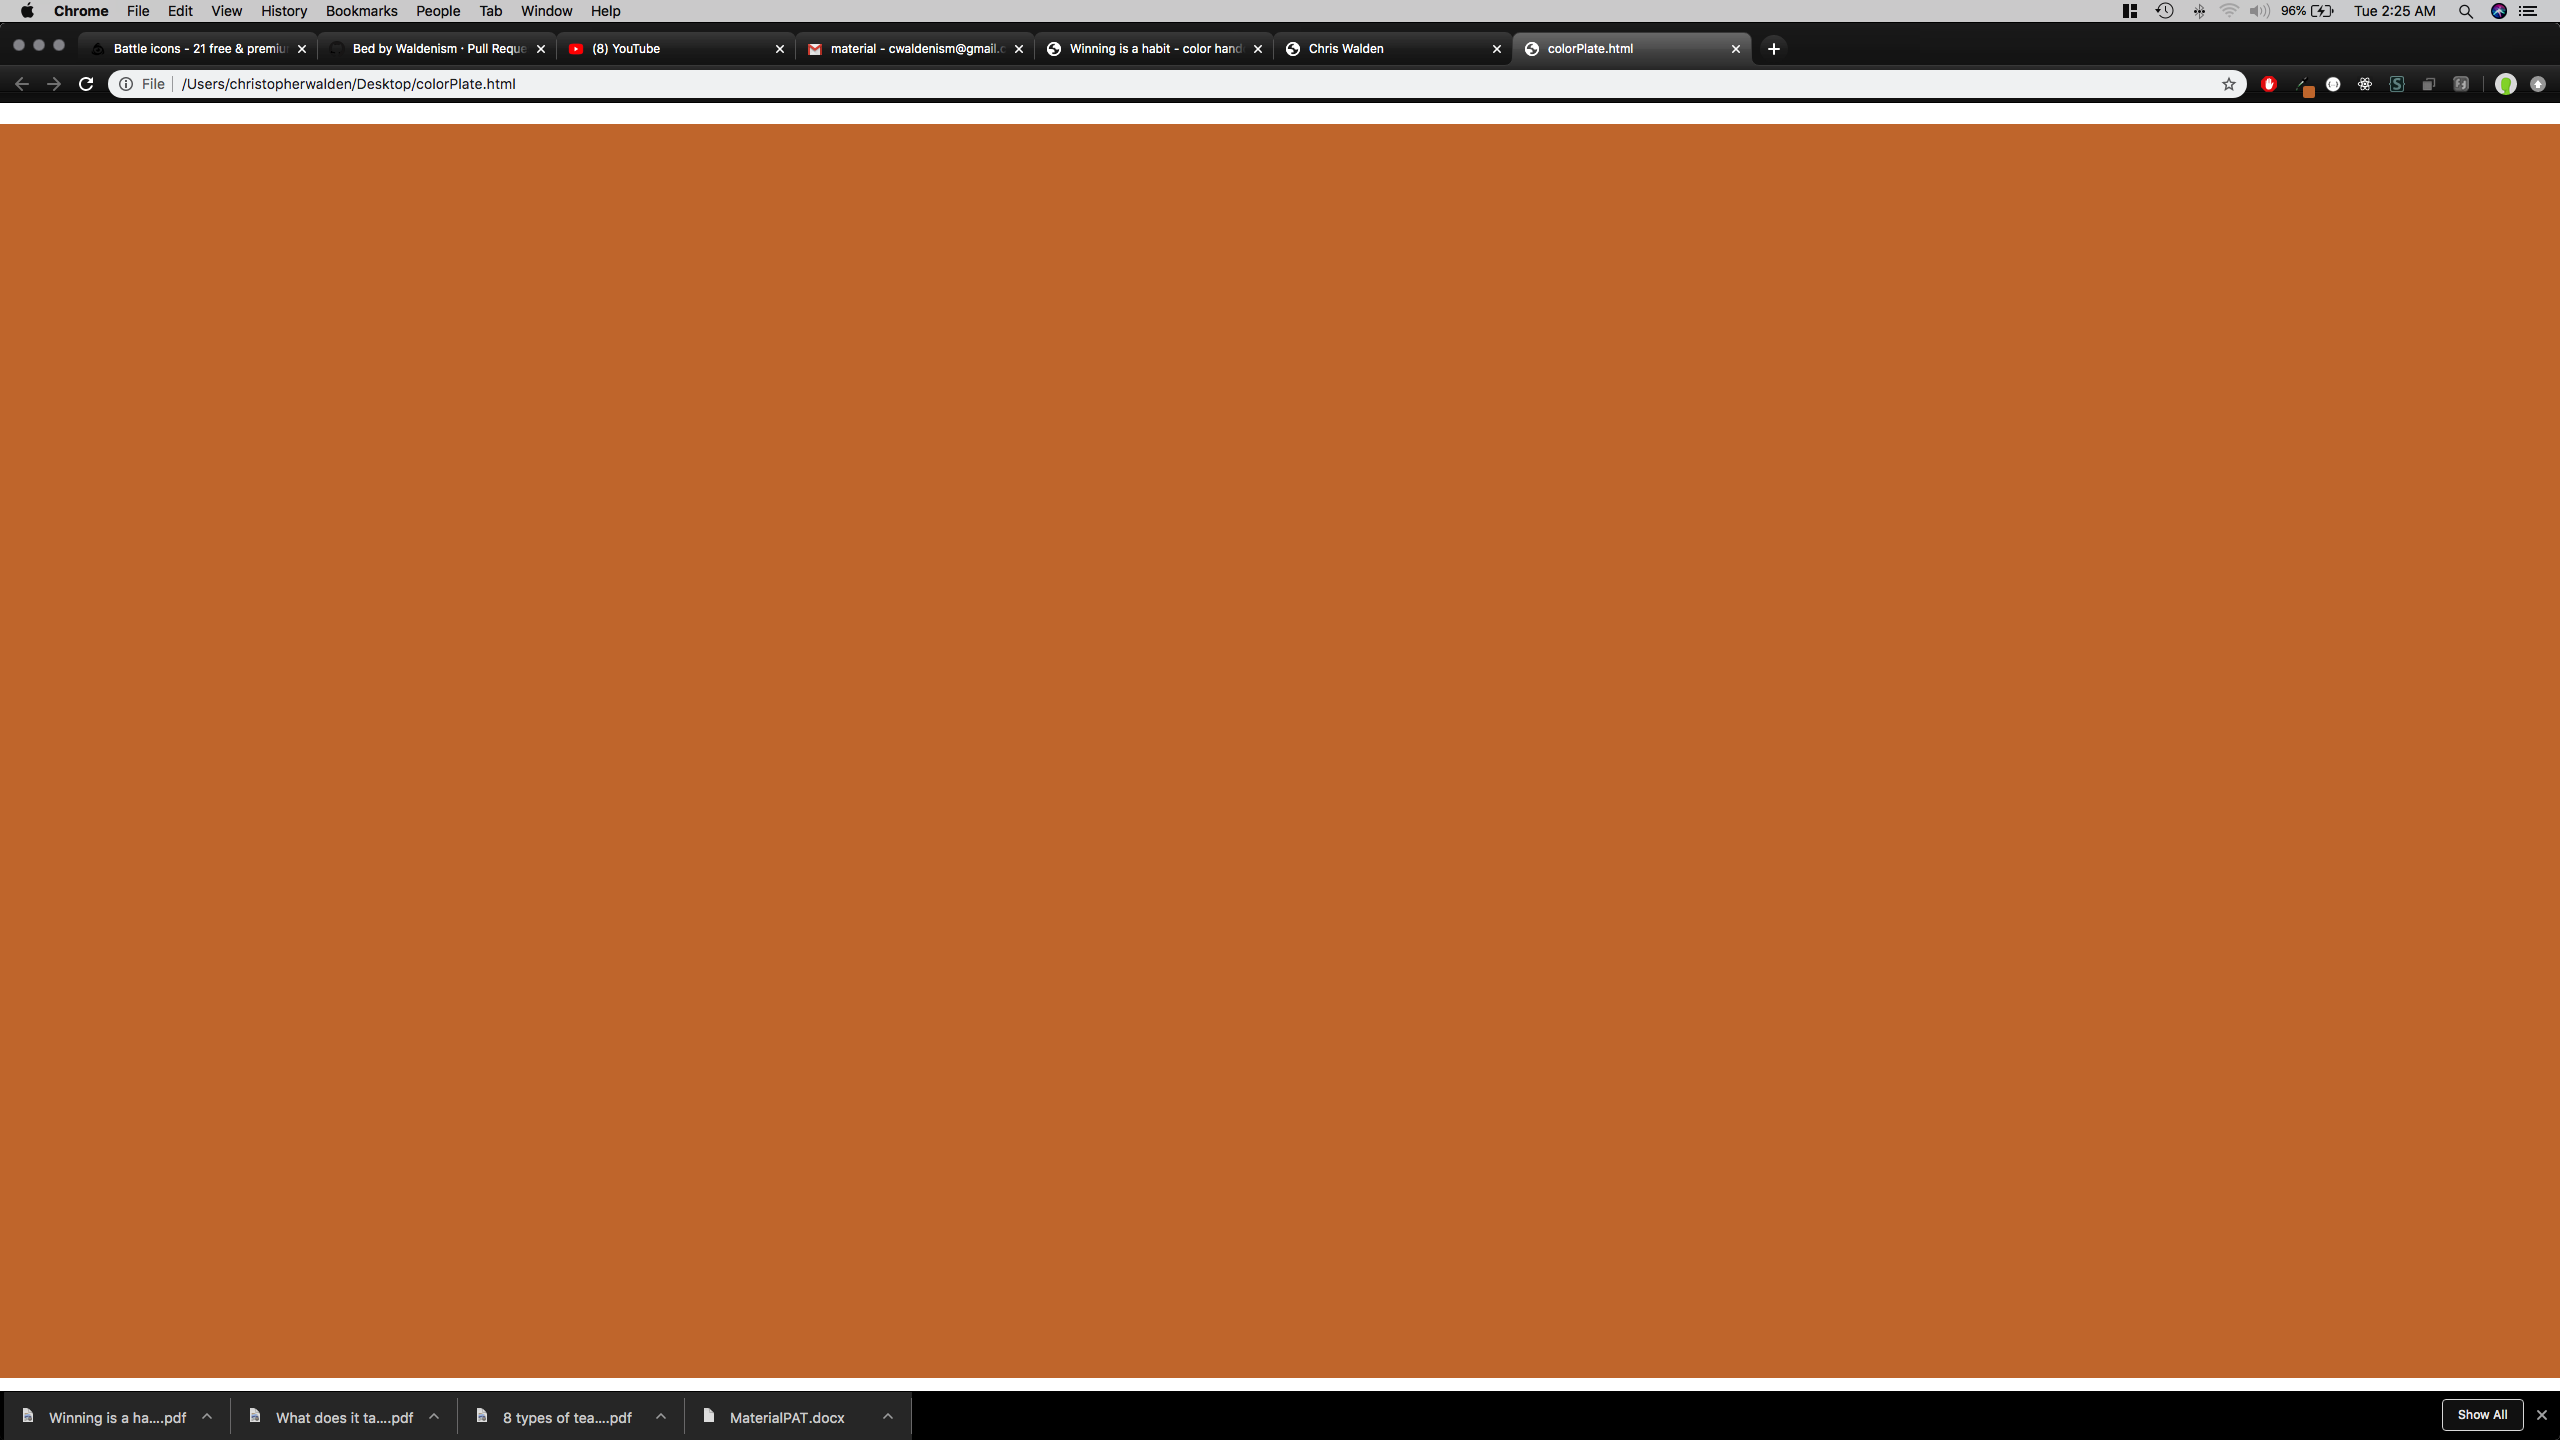 Chrome File Edit View History Bookmarks People Tab Window Help 96% Tue 2:25 AM
Battle icons - 21 free & premiu Bed by Waldenism · Pull Reque (8) YouTube material - cwaldenism@gmail.c Winning is a habit - color hand Chris Walden colorPlate.html
File /Users/christopherwalden/Desktop/colorPlate.html
Winning is a ha....pdf What does it ta....pdf 8 types of tea....pdf MaterialPAT.docx Show All